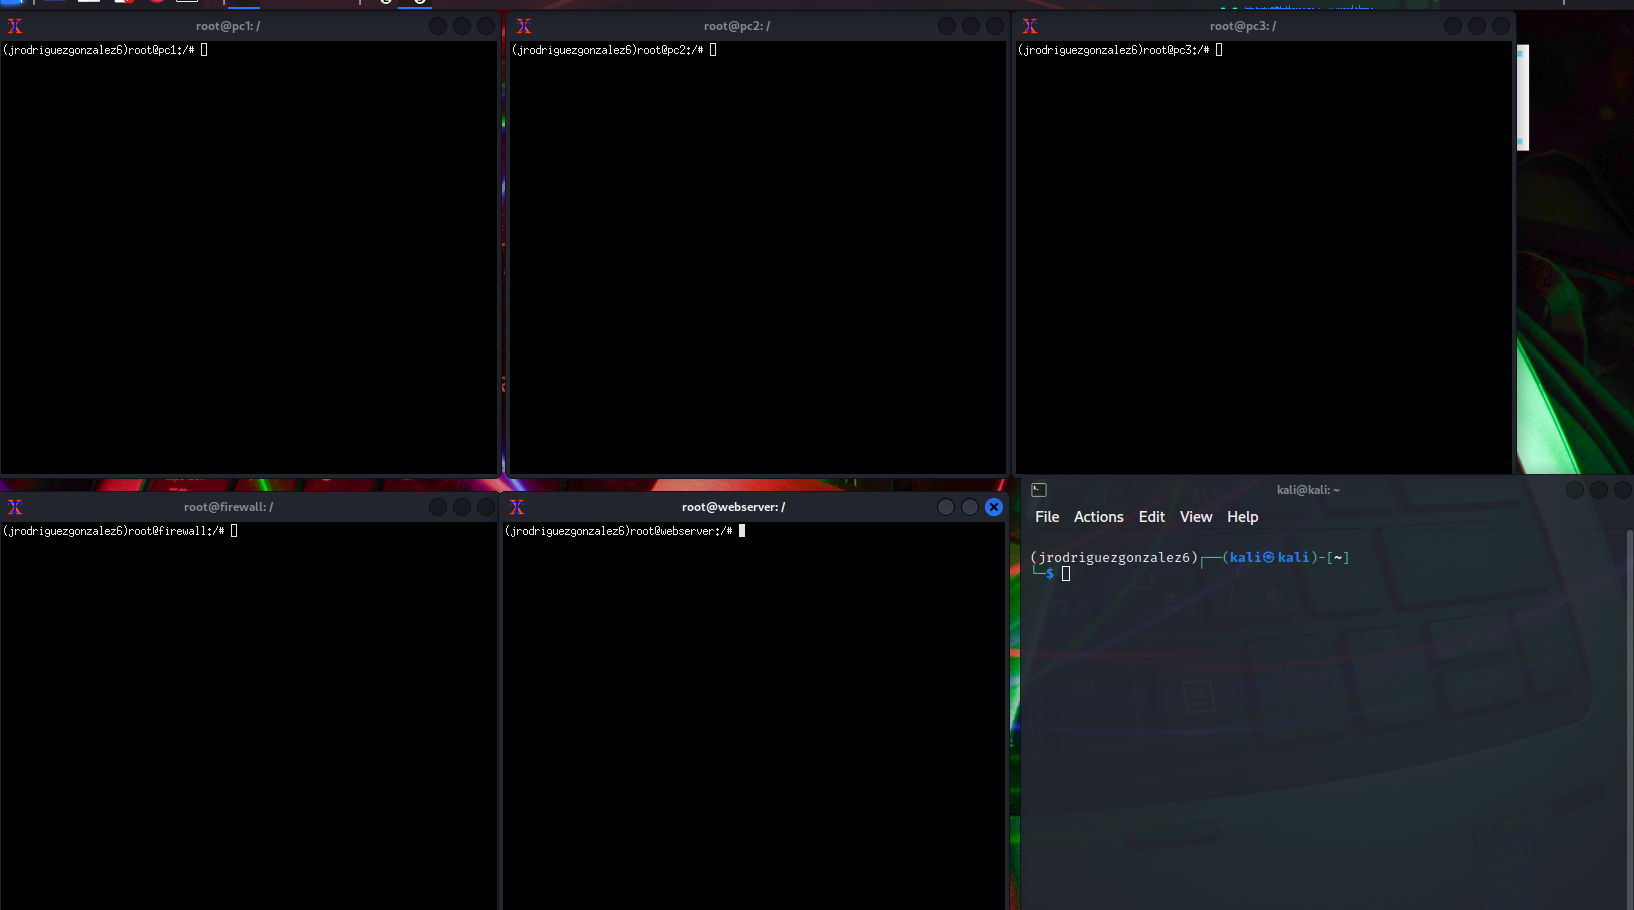 root@pc1: /
(jrodriguezgonzalez6)root@pc1:/#
root@pc2: /
(jrodriguezgonzalez6)root@pc2:/#
root@pc3: /
(jrodriguezgonzalez6)root@pc3:/#
root@firewall: /
(jrodriguezgonzalez6)root@firewall:/#
root@webserver: /
(jrodriguezgonzalez6)root@webserver:/#
kali@kali: ~
File Actions Edit View Help
(jrodriguezgonzalez6)┌──(kali㉿kali)-[~]
└─$